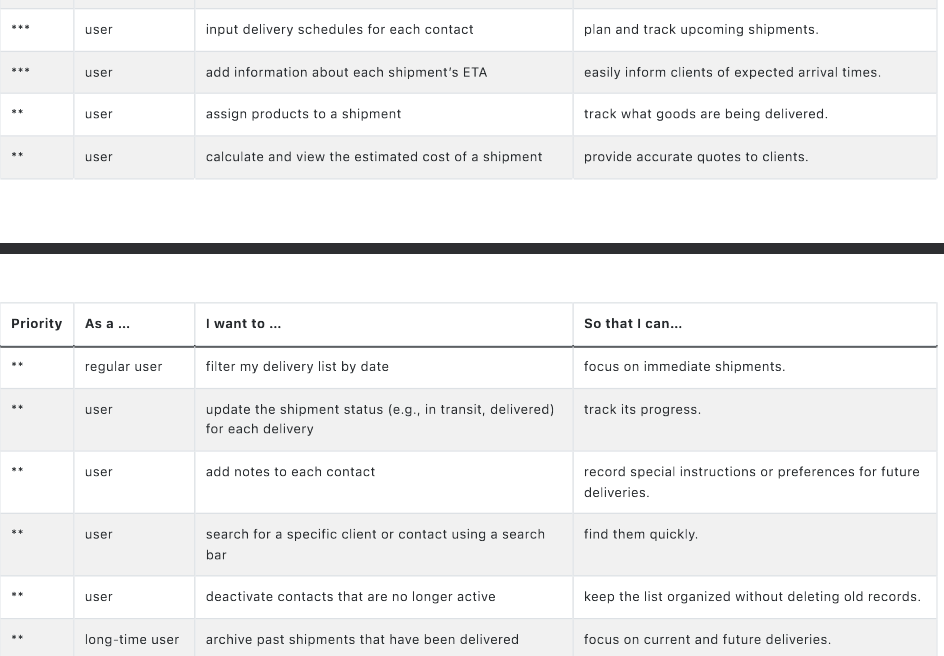 *** user input delivery schedules for each contact plan and track upcoming shipments.
*** user add information about each shipment's ETA easily inform clients of expected arrival times.
** user assign products to a shipment track what goods are being delivered.
** user calculate and view the estimated cost of a shipment provide accurate quotes to clients.
Priority As a ... I want to ... So that I can...
** regular user filter my delivery list by date focus on immediate shipments.
** user update the shipment status (e.g., in transit, delivered) track its progress.
for each delivery
** user add notes to each contact record special instructions or preferences for future
deliveries.
** user search for a specific client or contact using a search find them quickly.
bar
** user deactivate contacts that are no longer active keep the list organized without deleting old records.
** long-time user archive past shipments that have been delivered focus on current and future deliveries.